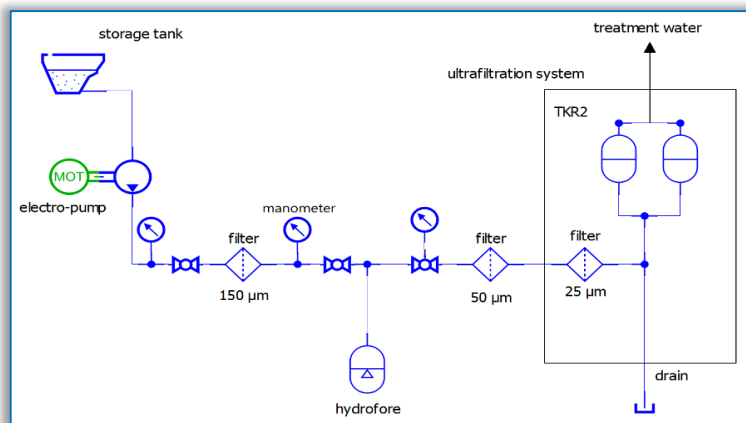 storage tank
treatment water
ultrafiltration system
TKR2
MOT
electro-pump
manometer
filter
filter
filter
150 µm
50 µm
25 µm
hydrofore
drain